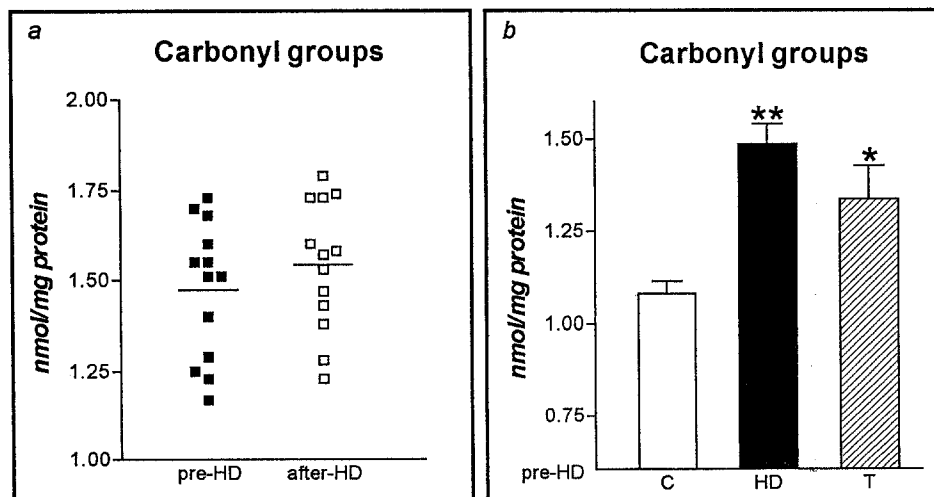 a
Carbonyl groups
nmol/mg protein
2.00
1.75
1.50
1.25
1.00
pre-HD after-HD
b
Carbonyl groups
nmol/mg protein
1.50
1.25
1.00
0.75
** 
*
pre-HD
C HD T